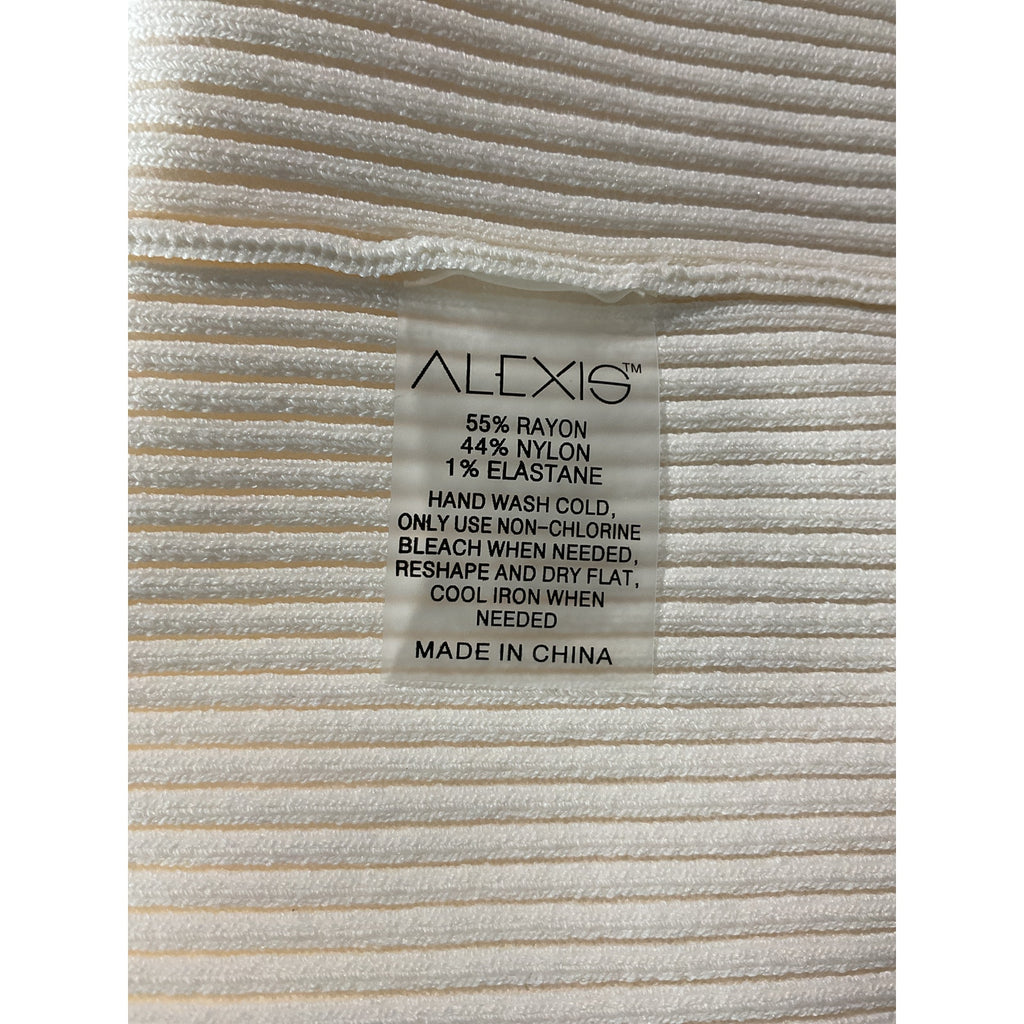 ALEXIS™
55% RAYON
44% NYLON
1% ELASTANE
HAND WASH COLD,
ONLY USE NON-CHLORINE
BLEACH WHEN NEEDED,
RESHAPE AND DRY FLAT,
COOL IRON WHEN
NEEDED
MADE IN CHINA